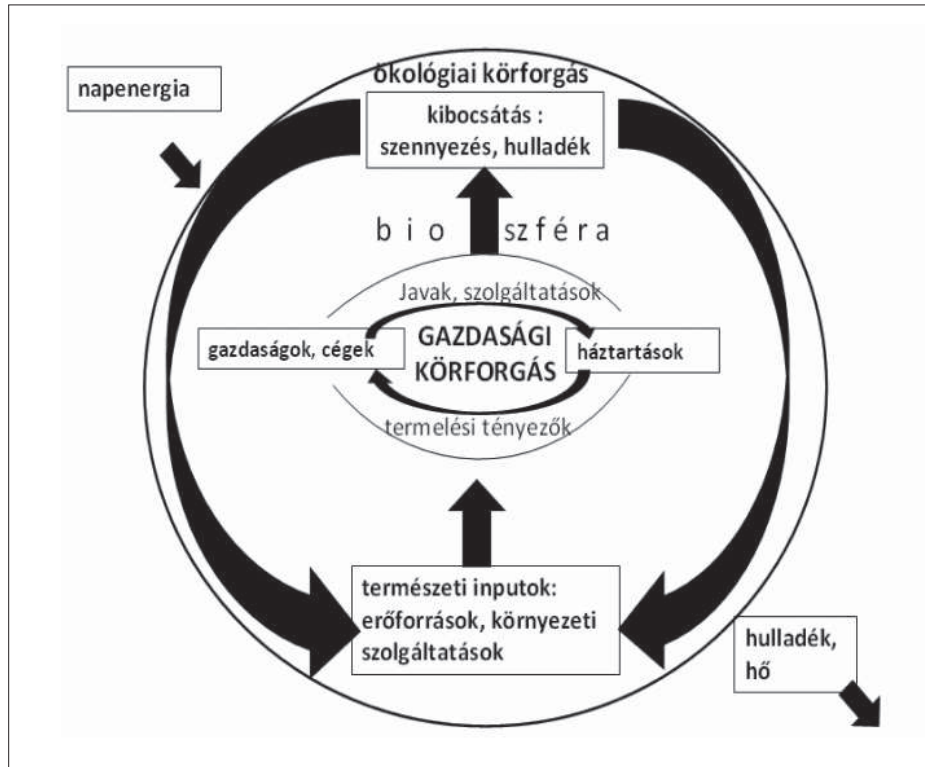 ökológiai körforgás
napenergia
kibocsátás :
szennyezés, hulladék
bio szféra
Javak, szolgáltatások
gazdaságok, cégek
GAZDASÁGI
KÖRFORGÁS
háztartások
termelési tényezők
természeti inputok:
erőforrások, környezeti
szolgáltatások
hulladék,
hő